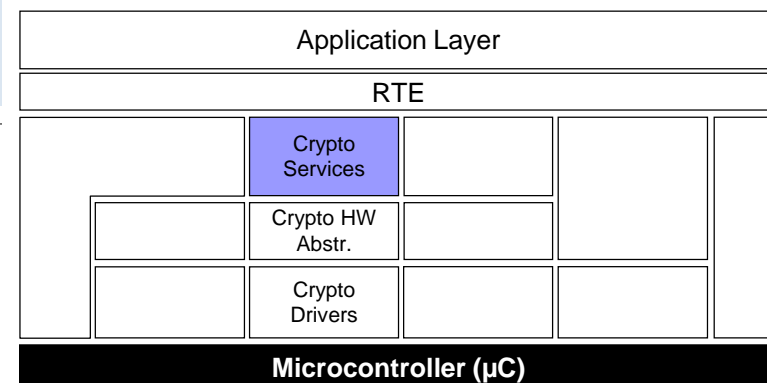 Application Layer
RTE
Crypto
Services
Crypto HW
Abstr.
Crypto
Drivers
Microcontroller (µC)